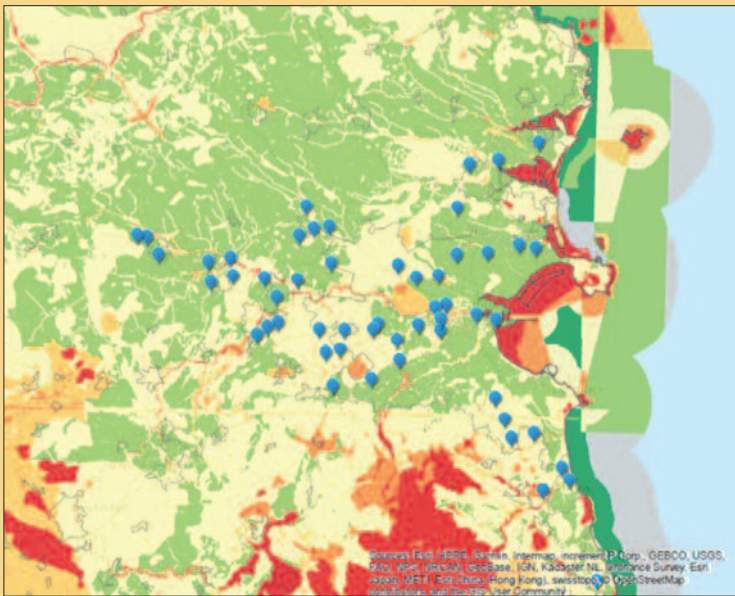 Sources: Esri, HERE, Garmin, Intermap, increment P Corp., GEBCO, USGS,
FAO, NPS, NRCAN, GeoBase, IGN, Kadaster NL, Ordnance Survey, Esri
Japan, METI, Esri China (Hong Kong), swisstopo, © OpenStreetMap
contributors, and the GIS User Community